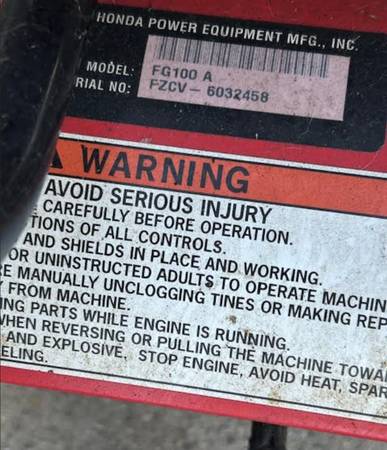 HONDA POWER EQUIPMENT MFG., INC.
MODEL: FG100 A
RIAL NO: FZCV-6032458
WARNING
AVOID SERIOUS INJURY
CAREFULLY BEFORE OPERATION.
TIONS OF ALL CONTROLS.
AND SHIELDS IN PLACE AND WORKING.
OR UNINSTRUCTED ADULTS TO OPERATE MACHIN
E MANUALLY UNCLOGGING TINES OR MAKING REP
FROM MACHINE.
NG PARTS WHILE ENGINE IS RUNNING.
WHEN REVERSING OR PULLING THE MACHINE TOWA
AND EXPLOSIVE, STOP ENGINE, AVOID HEAT, SPAR
ELING.